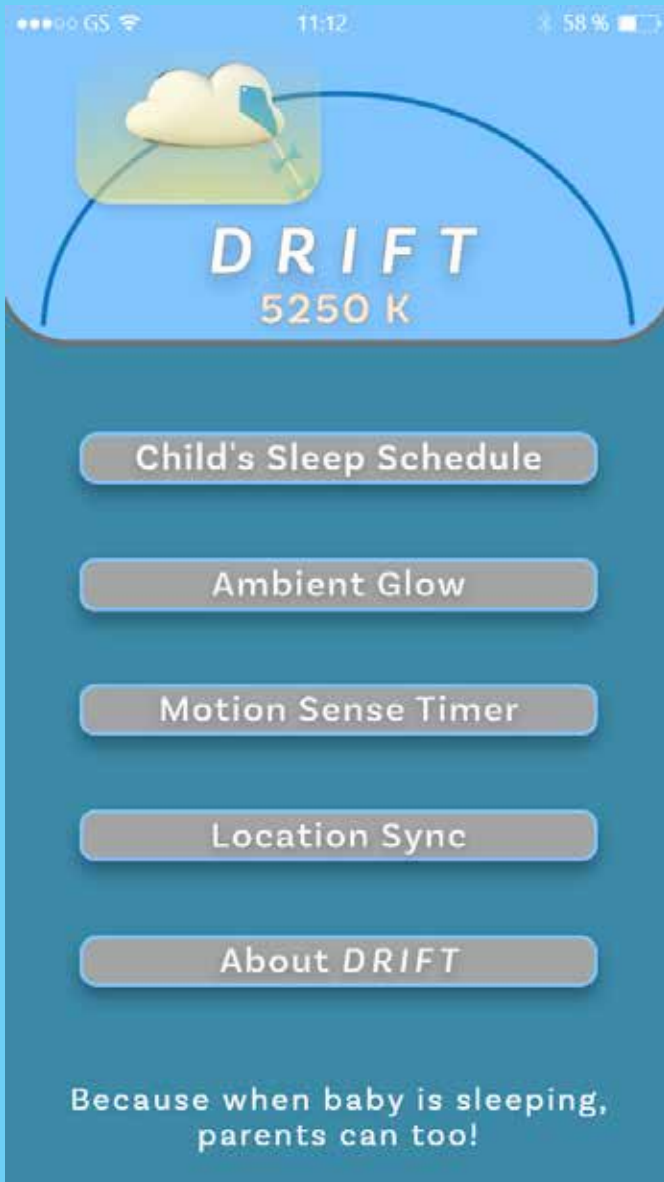 GS 11:12 58 %
DRIFT
5250 K
Child's Sleep Schedule
Ambient Glow
Motion Sense Timer
Location Sync
About DRIFT
Because when baby is sleeping,
parents can too!